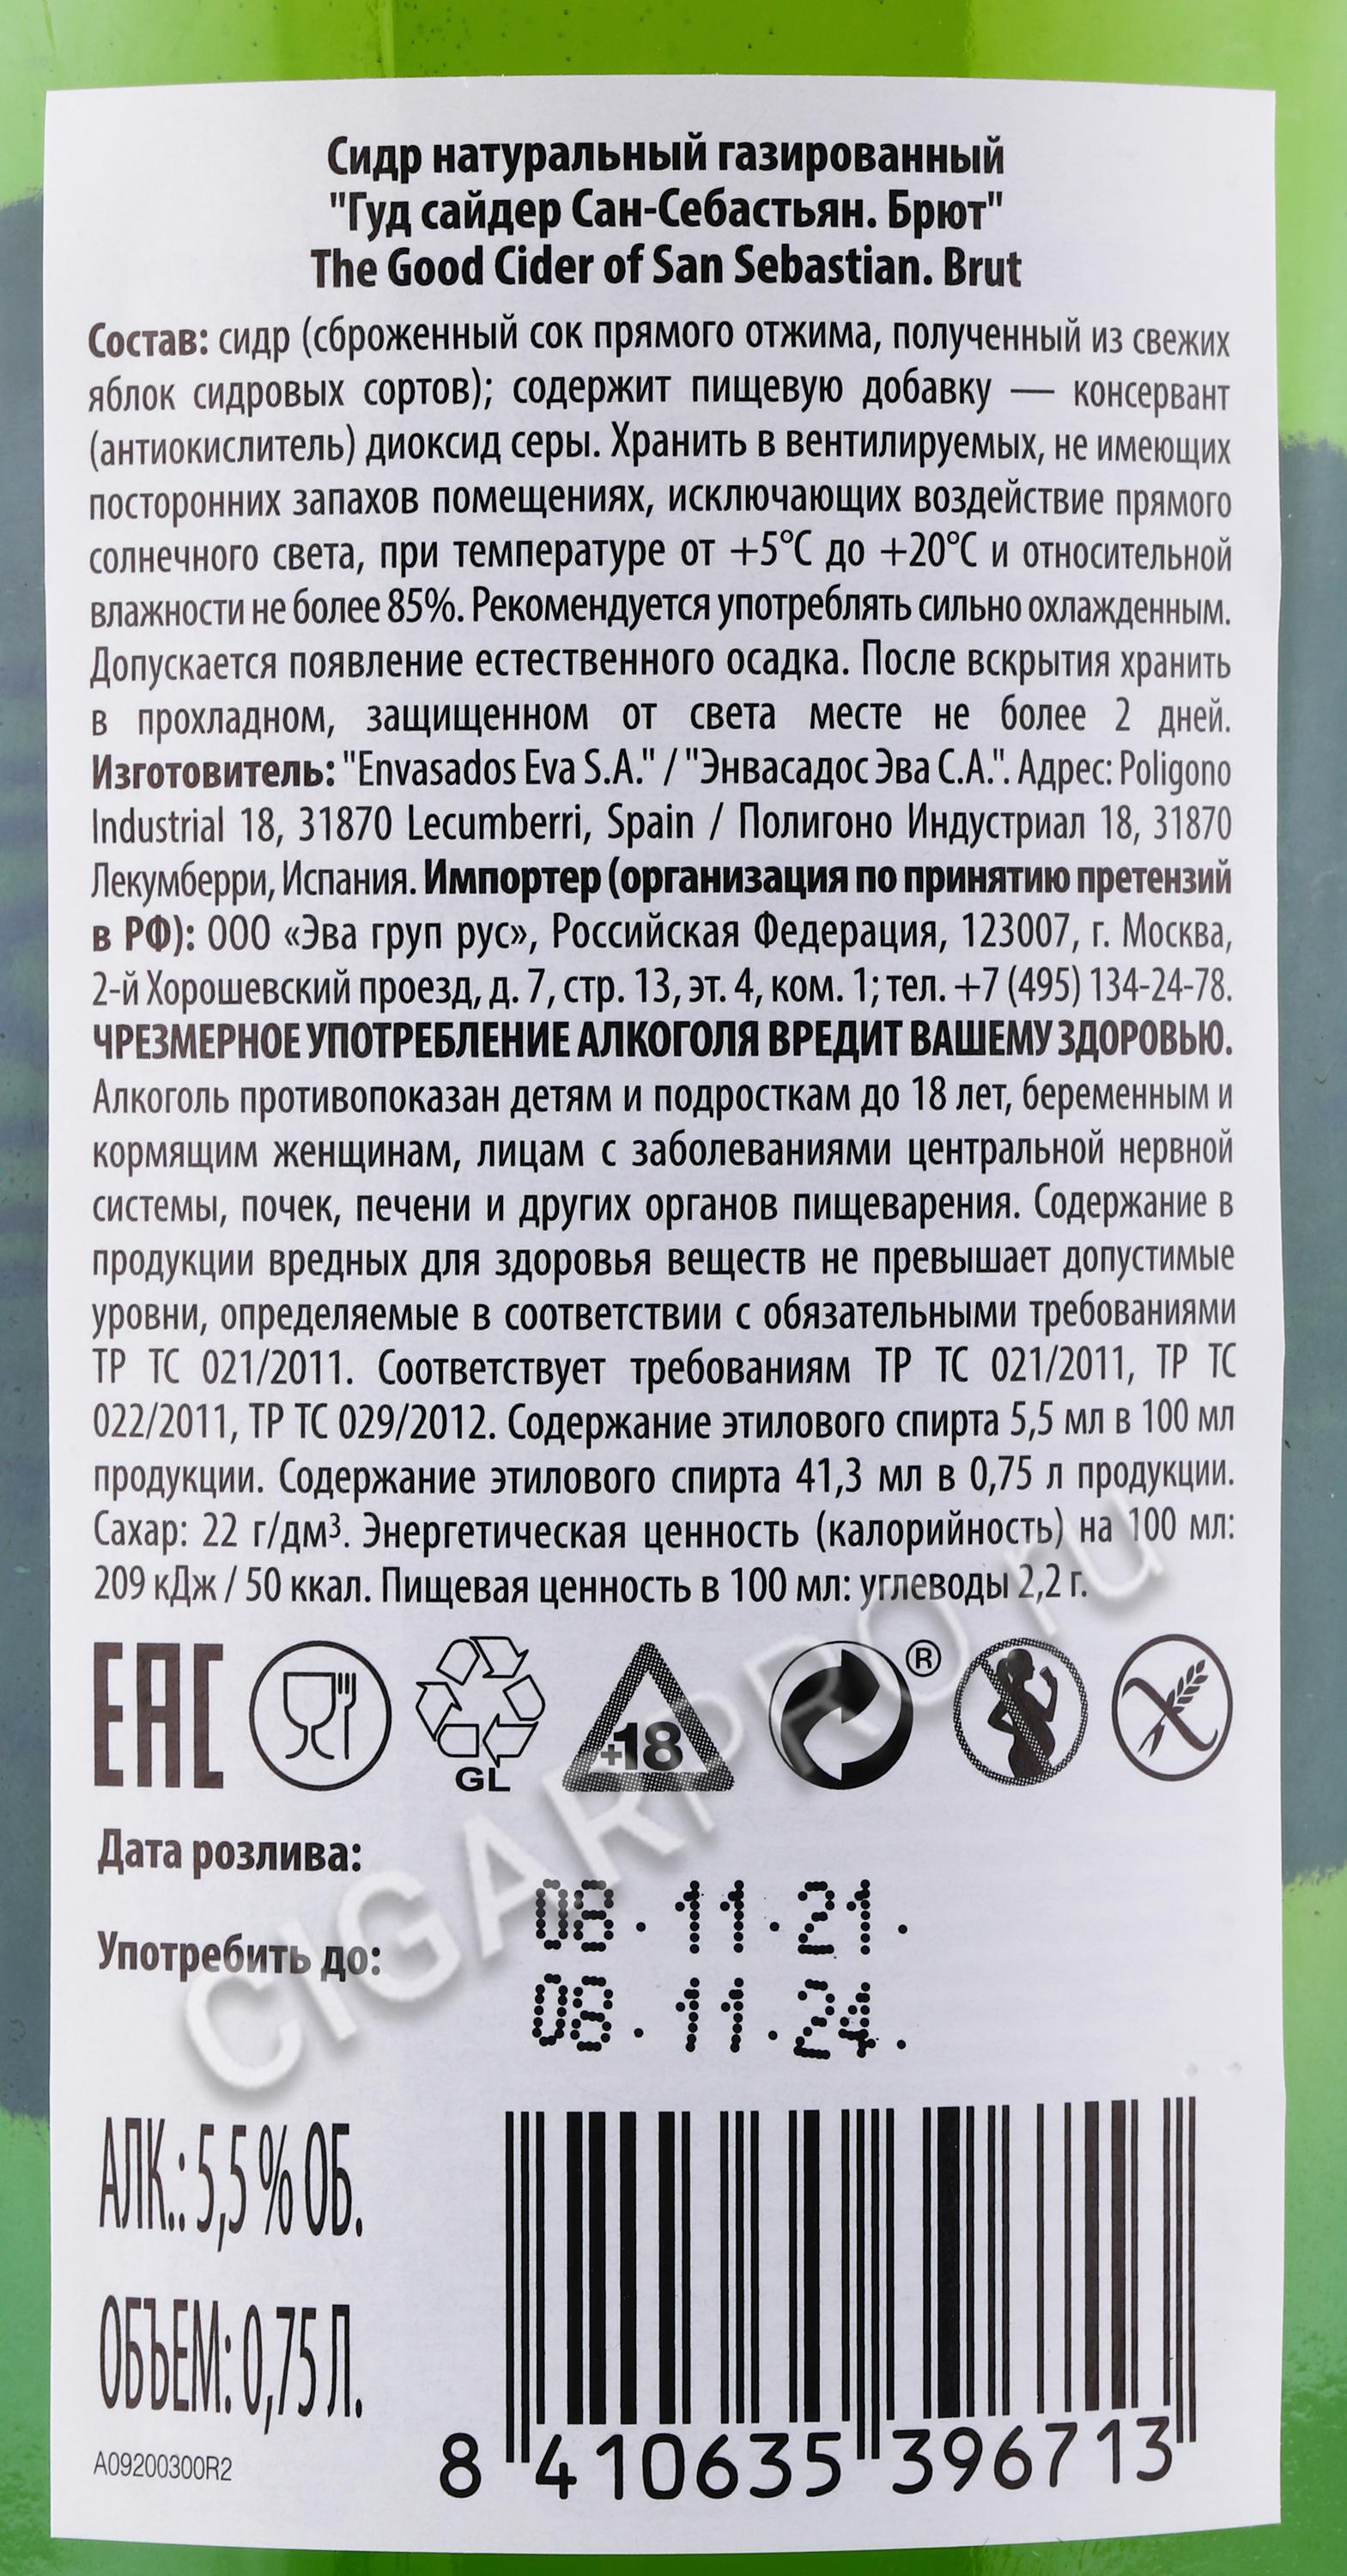 Сидр натуральный газированный
"Гуд сайдер Сан-Себастьян. Брют"
The Good Cider of San Sebastian. Brut
Состав: сидр (сброженный сок прямого отжима, полученный из свежих
яблок сидровых сортов); содержит пищевую добавку — консервант
(антиокислитель) диоксид серы. Хранить в вентилируемых, не имеющих
посторонних запахов помещениях, исключающих воздействие прямого
солнечного света, при температуре от +5°С до +20°С и относительной
влажности не более 85%. Рекомендуется употреблять сильно охлажденным.
Допускается появление естественного осадка. После вскрытия хранить
в прохладном, защищенном от света месте не более 2 дней.
Изготовитель: "Envasados Eva S.A." / "Энвасадос Эва С.А.". Адрес: Poligono
Industrial 18, 31870 Lecumberri, Spain / Полигоно Индустриал 18, 31870
Лекумберри, Испания. Импортер (организация по принятию претензий
в РФ): ООО «Эва груп рус», Российская Федерация, 123007, г. Москва,
2-й Хорошевский проезд, д. 7, стр. 13, эт. 4, ком. 1; тел. +7 (495) 134-24-78.
ЧРЕЗМЕРНОЕ УПОТРЕБЛЕНИЕ АЛКОГОЛЯ ВРЕДИТ ВАШЕМУ ЗДОРОВЬЮ.
Алкоголь противопоказан детям и подросткам до 18 лет, беременным и
кормящим женщинам, лицам с заболеваниями центральной нервной
системы, почек, печени и других органов пищеварения. Содержание в
продукции вредных для здоровья веществ не превышает допустимые
уровни, определяемые в соответствии с обязательными требованиями
ТР ТС 021/2011. Соответствует требованиям ТР ТС 021/2011, ТР ТС
022/2011, ТР ТС 029/2012. Содержание этилового спирта 5,5 мл в 100 мл
продукции. Содержание этилового спирта 41,3 мл в 0,75 л продукции.
Сахар: 22 г/дм³. Энергетическая ценность (калорийность) на 100 мл:
209 кДж / 50 ккал. Пищевая ценность в 100 мл: углеводы 2,2 г.
EAC GL +18 ®
CIGARPRO.ru
Дата розлива:
08.11.21.
Употребить до:
08.11.24.
АЛК.: 5,5 % ОБ.
ОБЪЕМ: 0,75 Л.
A09200300R2
8 410635 396713